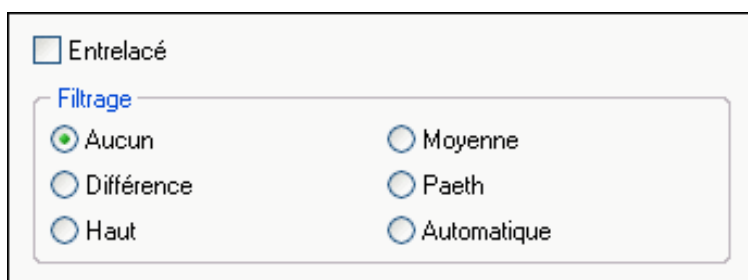 Entrelacé
Filtrage
Aucun
Moyenne
Différence
Paeth
Haut
Automatique